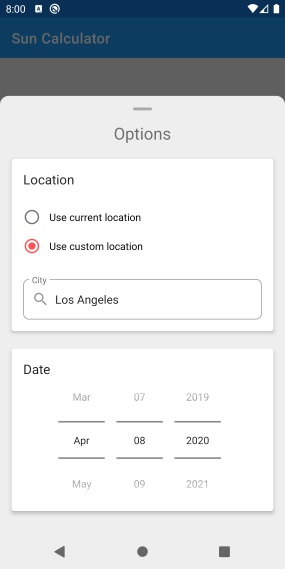 8:00
Sun Calculator
Options
Location
Use current location
Use custom location
City
Los Angeles
Date
Mar 07 2019
Apr 08 2020
May 09 2021